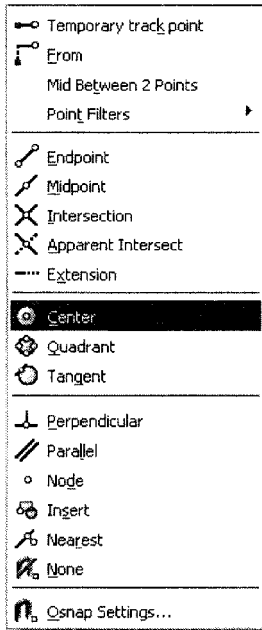 Temporary track point
From
Mid Between 2 Points
Point Filters
Endpoint
Midpoint
Intersection
Apparent Intersect
Extension
Center
Quadrant
Tangent
Perpendicular
Parallel
Node
Insert
Nearest
None
Osnap Settings...